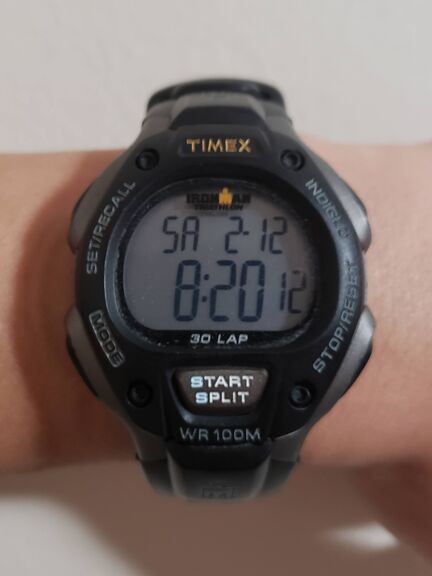 TIMEX
IRONMAN
TRIATHLON
SET/RECALL
INDIGLO
SA 2-12
8:20 12
MODE
STOP/RESET
30 LAP
START
SPLIT
WR 100M